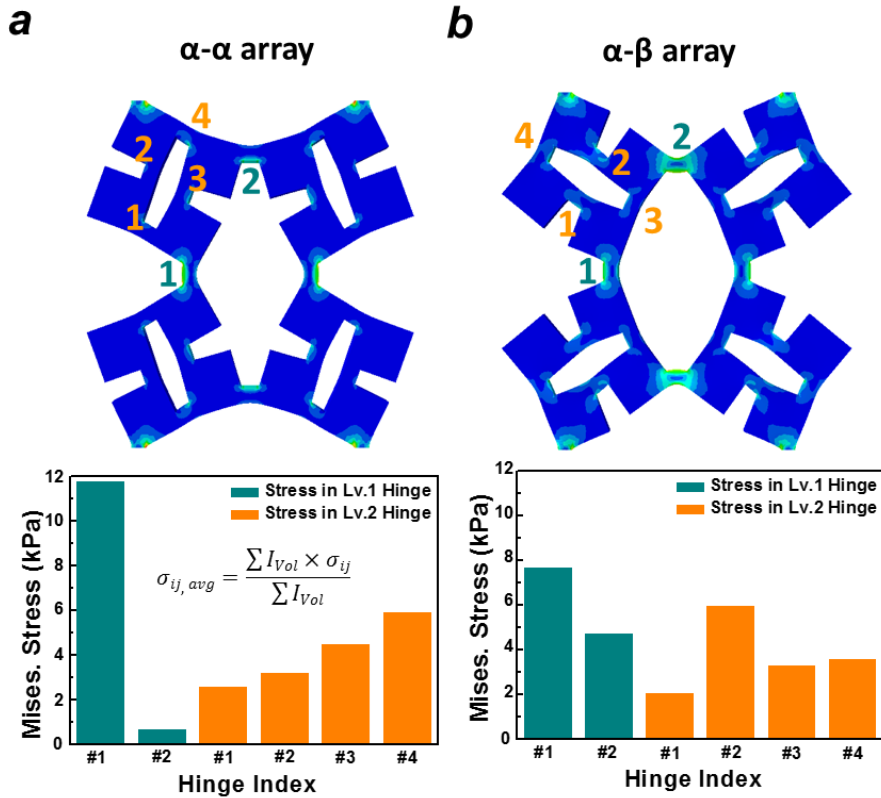 a
α-α array
4
2
3
2
1
1
12
10
8
6
4
2
0
Mises. Stress (kPa)
Stress in Lv.1 Hinge
Stress in Lv.2 Hinge
σij, avg = ∑ IVol × σij / ∑ IVol
#1 #2 #1 #2 #3 #4
Hinge Index
b
α-β array
4
2
2
3
1
1
12
10
8
6
4
2
0
Mises. Stress (kPa)
Stress in Lv.1 Hinge
Stress in Lv.2 Hinge
#1 #2 #1 #2 #3 #4
Hinge Index